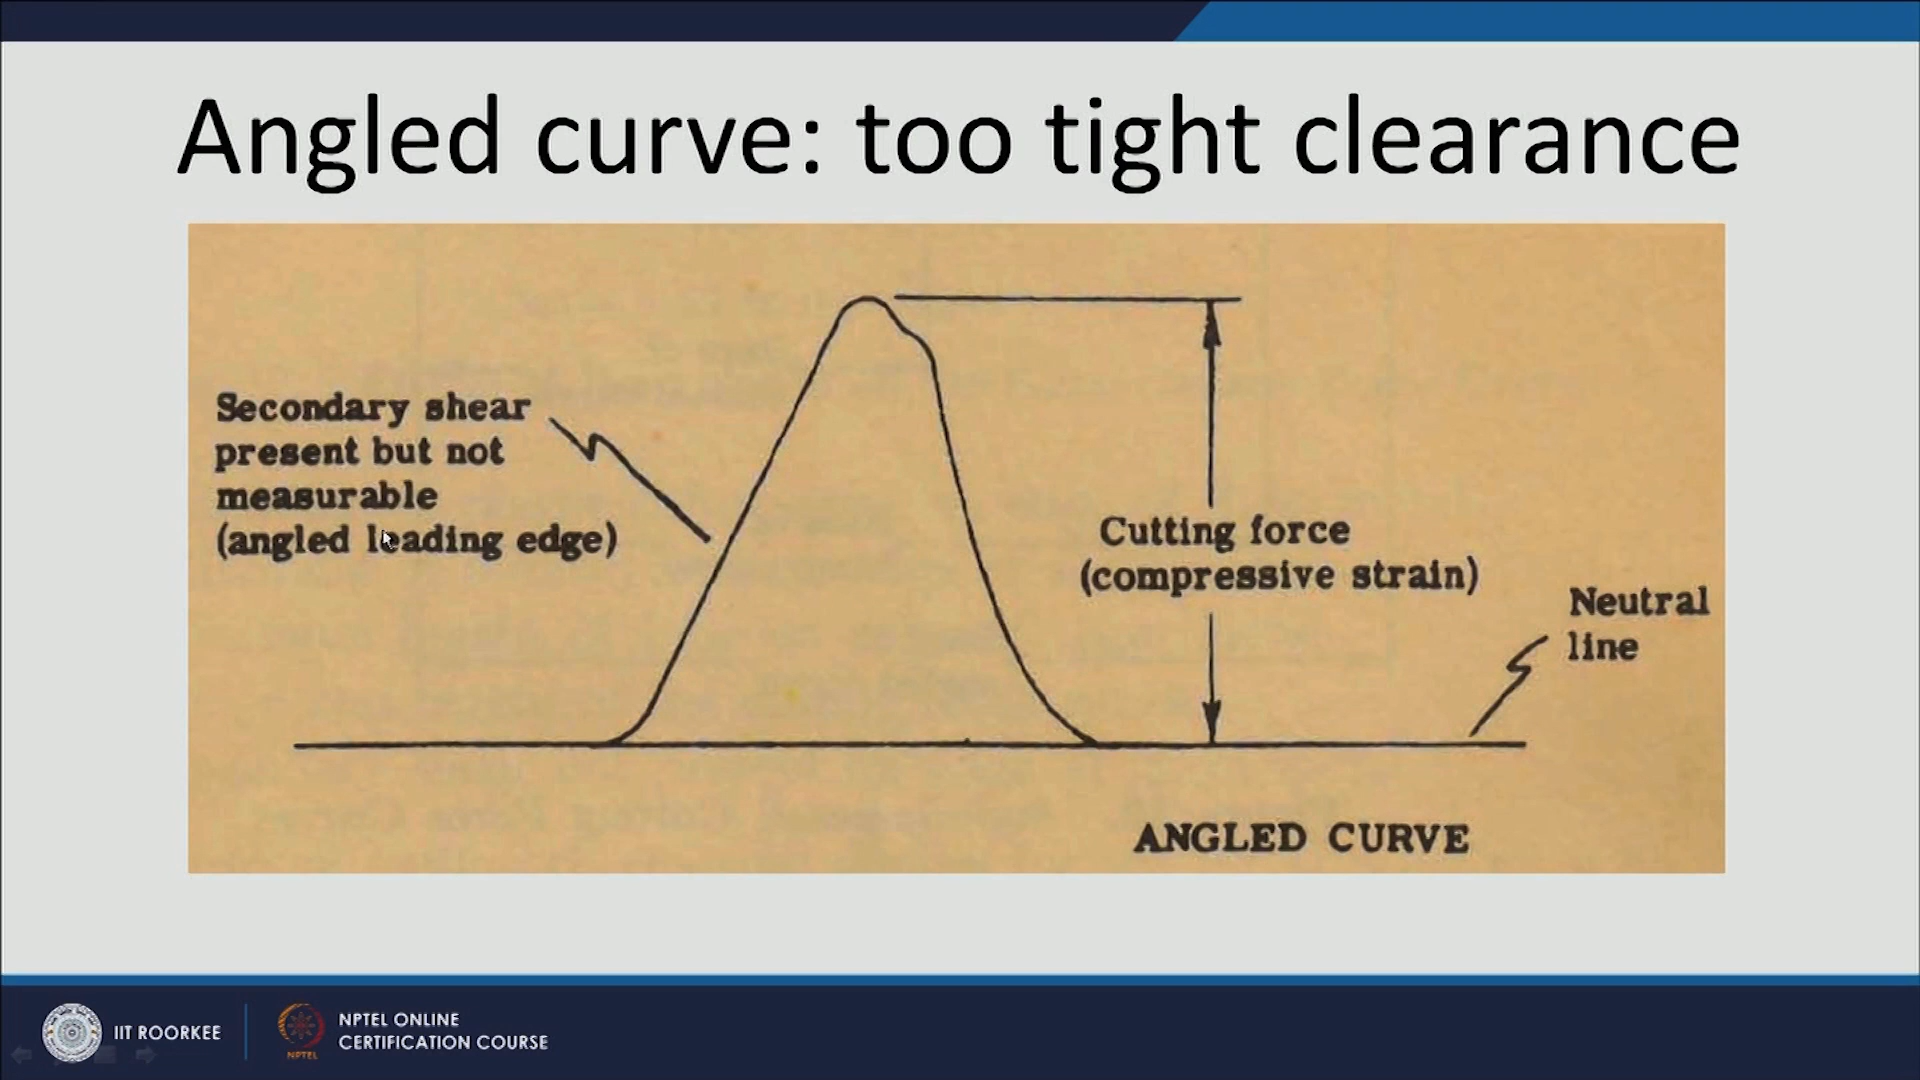 Angled curve: too tight clearance
Secondary shear
present but not
measurable
(angled leading edge)
Cutting force
(compressive strain)
Neutral
line
ANGLED CURVE
IIT ROORKEE
NPTEL
NPTEL ONLINE
CERTIFICATION COURSE